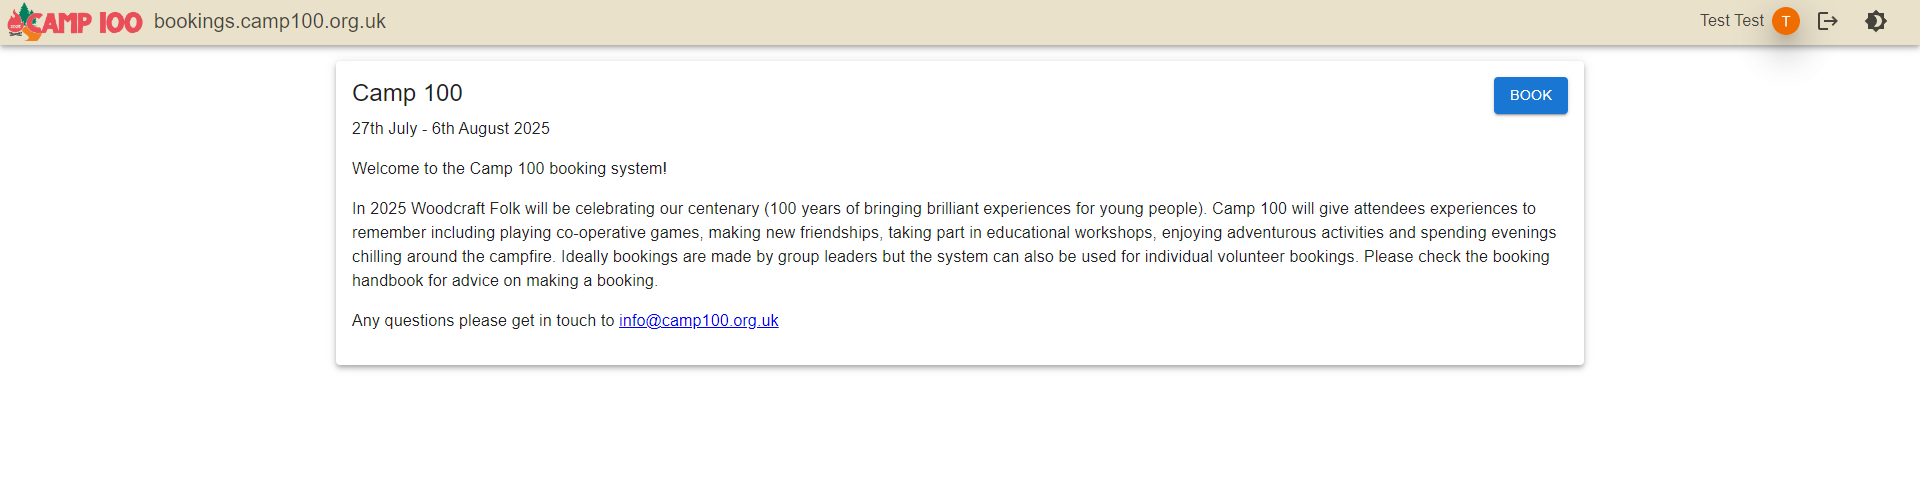 CAMP 100 bookings.camp100.org.uk Test Test T
Camp 100
BOOK
27th July - 6th August 2025
Welcome to the Camp 100 booking system!
In 2025 Woodcraft Folk will be celebrating our centenary (100 years of bringing brilliant experiences for young people). Camp 100 will give attendees experiences to
remember including playing co-operative games, making new friendships, taking part in educational workshops, enjoying adventurous activities and spending evenings
chilling around the campfire. Ideally bookings are made by group leaders but the system can also be used for individual volunteer bookings. Please check the booking
handbook for advice on making a booking.
Any questions please get in touch to info@camp100.org.uk